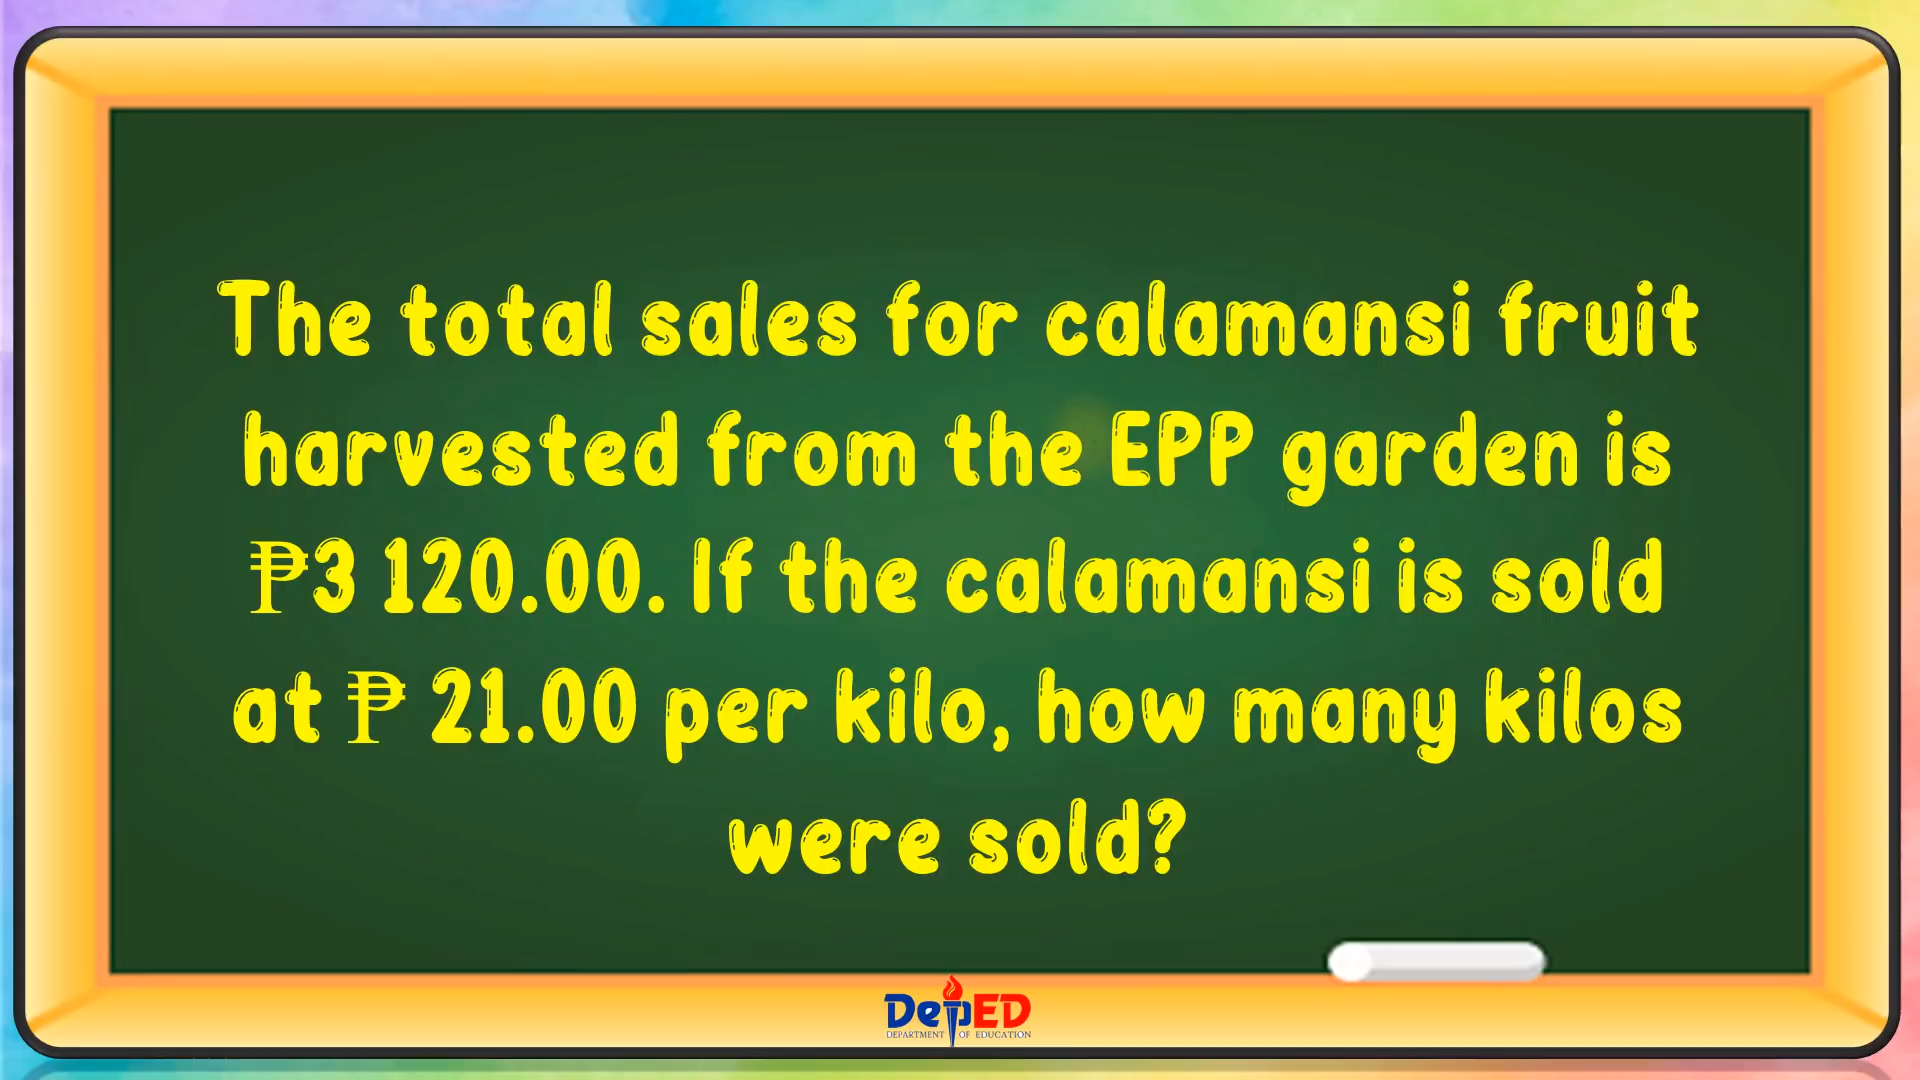 The total sales for calamansi fruit
harvested from the EPP garden is
₱3 120.00. If the calamansi is sold
at ₱ 21.00 per kilo, how many kilos
were sold?
DepED
DEPARTMENT OF EDUCATION